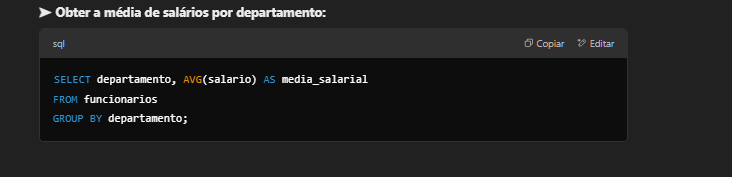 ➤ Obter a média de salários por departamento:
sql Copiar Editar
SELECT departamento, AVG(salario) AS media_salarial
FROM funcionarios
GROUP BY departamento;